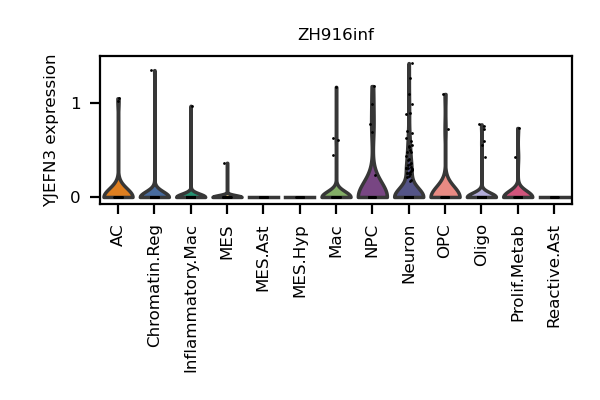 ZH916inf
YJEFN3 expression
1
0
AC
Chromatin.Reg
Inflammatory.Mac
MES
MES.Ast
MES.Hyp
Mac
NPC
Neuron
OPC
Oligo
Prolif.Metab
Reactive.Ast